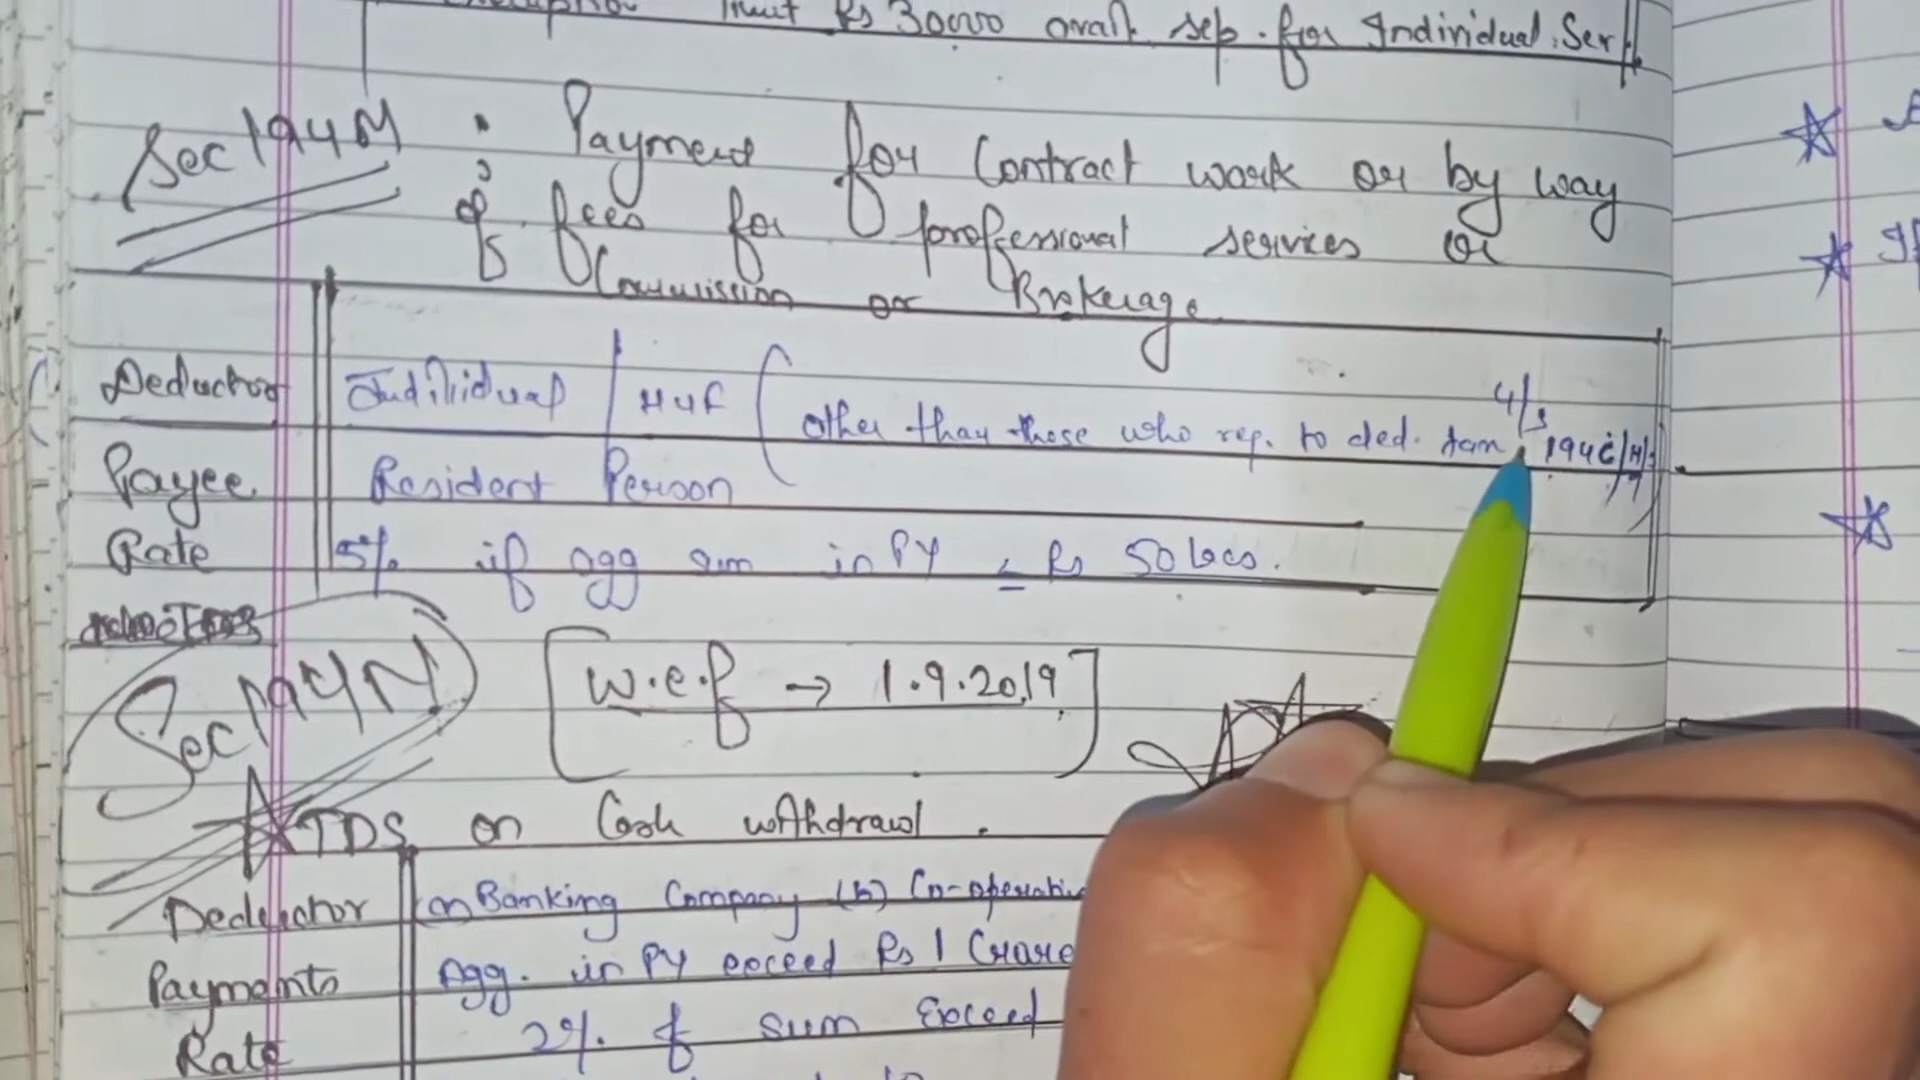 limit Rs 30000 avail. sep. for Individual. Ser
Sec 194M : Payment for Contract work or by way
of fees for professional services or
Commission or Brokerage
Deductor Individual / HUF ( Other than those who req. to ded. tax u/s 194C/H/J
Payee Resident Person
Rate 5% if agg sum in PY ≤ Rs 50 lacs.
Sec 194N [w.e.f → 1.9.2019]
TDS on Cash withdrawl.
Deductor (a) Banking Company (b) Co-operative
Payments Agg. in PY exceed Rs 1 Crore
Rate 2% of sum Exceed